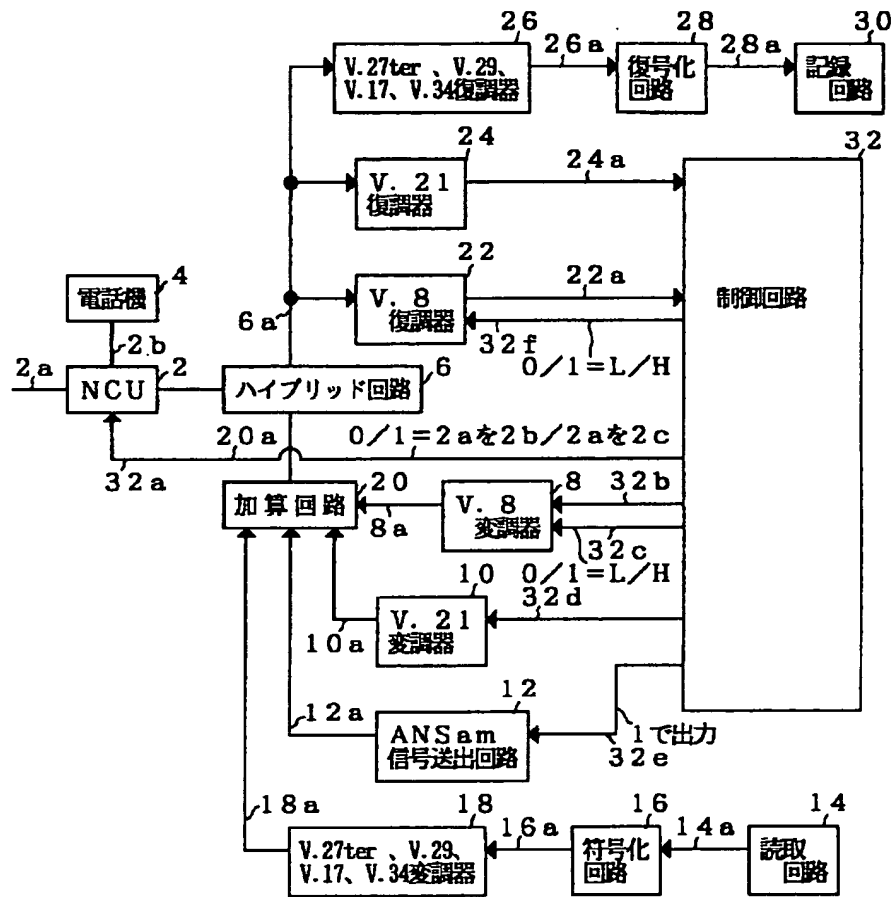 26
26a
28
28a
30
V.27ter 、V.29、
V.17、V.34復調器
復号化
回路
記録
回路
32
24
24a
V. 21
復調器
22
22a
V. 8
復調器
制御回路
電話機
4
6a
32f
0/1=L/H
2b
2a
2
NCU
6
ハイブリッド回路
20a
0/1=2aを2b/2aを2c
32a
20
加算回路
8
8a
V. 8
変調器
32b
32c
0/1=L/H
10
32d
V. 21
変調器
10a
12
12a
ANSam
信号送出回路
1で出力
32e
18a
18
16a
16
14a
14
V.27ter 、V.29、
V.17、V.34変調器
符号化
回路
読取
回路